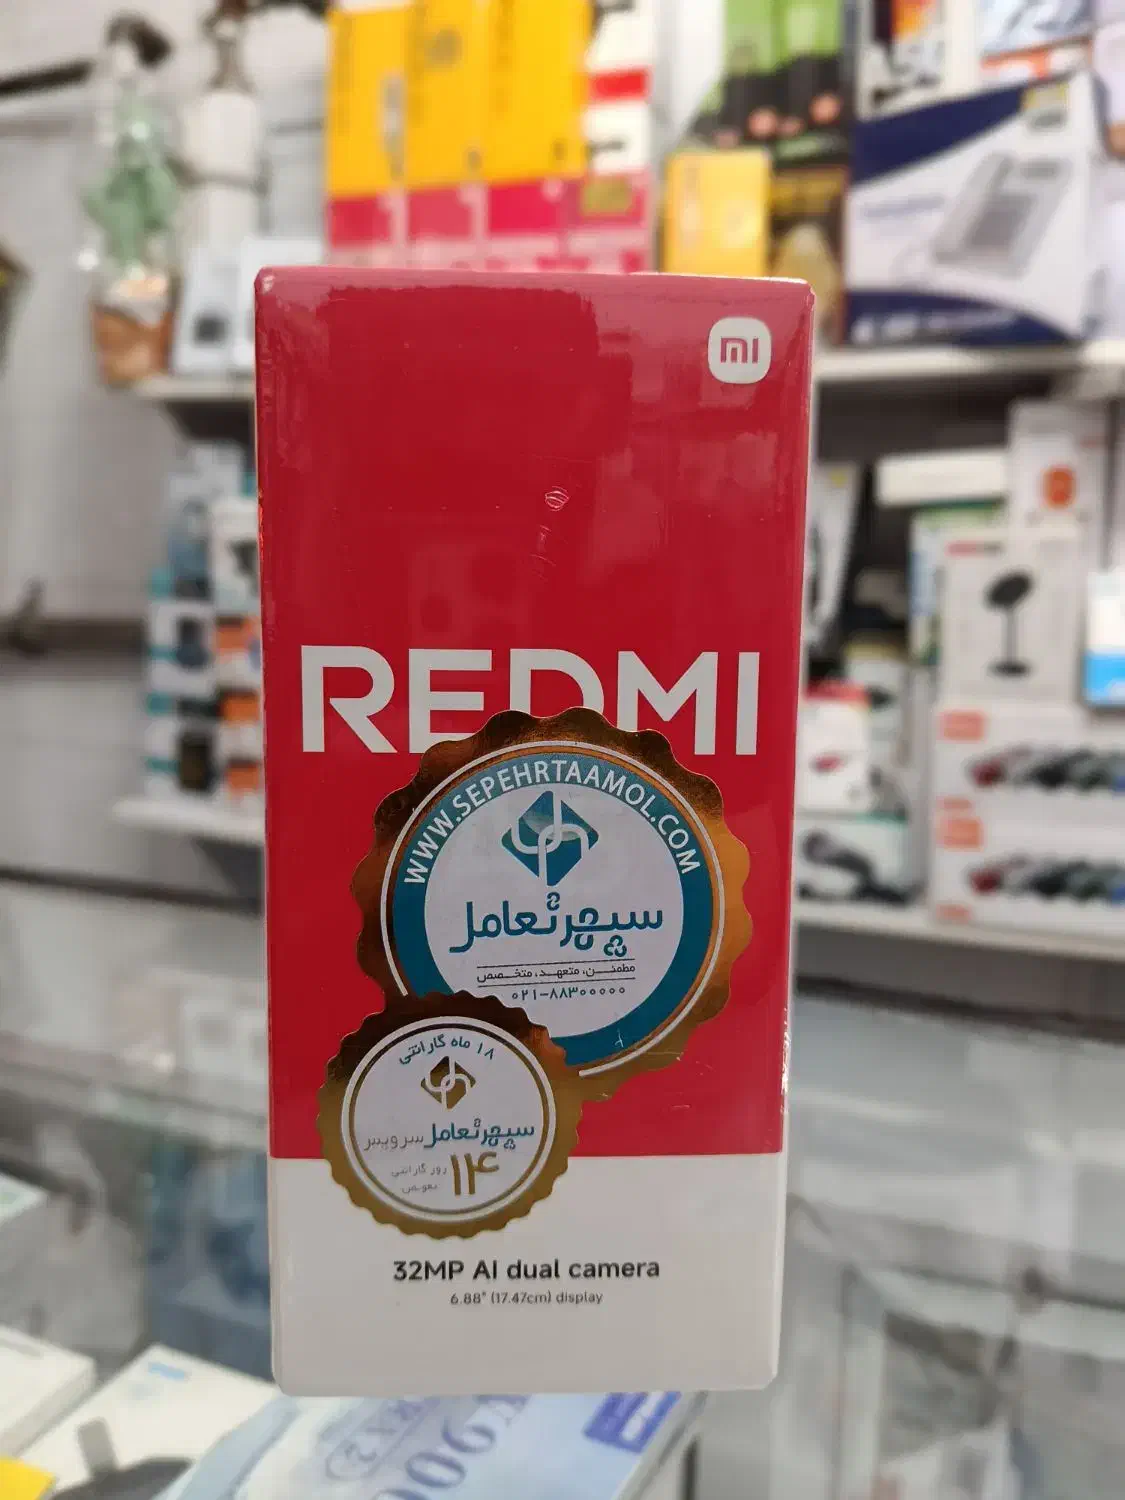 mi
REDMI
WWW.SEPEHRTAAMOL.COM
سپهرتعامل
مطمئن، متعهد، متخصص
۰۲۱-۸۸۳۰۰۰۰۰
۱۸ ماه گارانتی
سپهرتعامل سرویس
۱۴ روز گارانتی
تعویض
32MP AI dual camera
6.88" (17.47cm) display